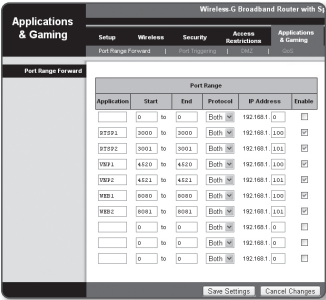 Wireless-G Broadband Router with Sp
Applications & Gaming
Setup Wireless Security Access Restrictions Applications & Gaming
Port Range Forward | Port Triggering | DMZ | QoS
Port Range Forward
Port Range
Application Start End Protocol IP Address Enable
0 to 0 Both 192.168.1. 0
RTSP1 3000 to 3000 Both 192.168.1. 100
RTSP2 3001 to 3001 Both 192.168.1. 101
VNP1 4520 to 4520 Both 192.168.1. 100
VNP2 4521 to 4521 Both 192.168.1. 101
WEB1 8080 to 8080 Both 192.168.1. 100
WEB2 8081 to 8081 Both 192.168.1. 101
0 to 0 Both 192.168.1. 0
0 to 0 Both 192.168.1. 0
0 to 0 Both 192.168.1. 0
Save Settings Cancel Changes